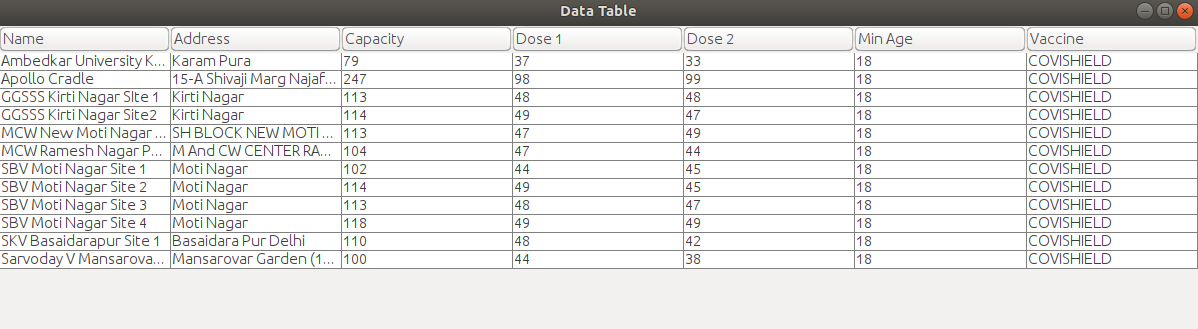 Data Table
Name Address Capacity Dose 1 Dose 2 Min Age Vaccine
Ambedkar University K... Karam Pura 79 37 33 18 COVISHIELD
Apollo Cradle 15-A Shivaji Marg Najaf... 247 98 99 18 COVISHIELD
GGSSS Kirti Nagar SIte 1 Kirti Nagar 113 48 48 18 COVISHIELD
GGSSS Kirti Nagar Site2 Kirti Nagar 114 49 47 18 COVISHIELD
MCW New Moti Nagar ... SH BLOCK NEW MOTI ... 113 47 49 18 COVISHIELD
MCW Ramesh Nagar P... M And CW CENTER RA... 104 47 44 18 COVISHIELD
SBV Moti Nagar Site 1 Moti Nagar 102 44 45 18 COVISHIELD
SBV Moti Nagar Site 2 Moti Nagar 114 49 45 18 COVISHIELD
SBV Moti Nagar Site 3 Moti Nagar 113 48 47 18 COVISHIELD
SBV Moti Nagar Site 4 Moti Nagar 118 49 49 18 COVISHIELD
SKV Basaidarapur Site 1 Basaidara Pur Delhi 110 48 42 18 COVISHIELD
Sarvoday V Mansarova... Mansarovar Garden (1... 100 44 38 18 COVISHIELD